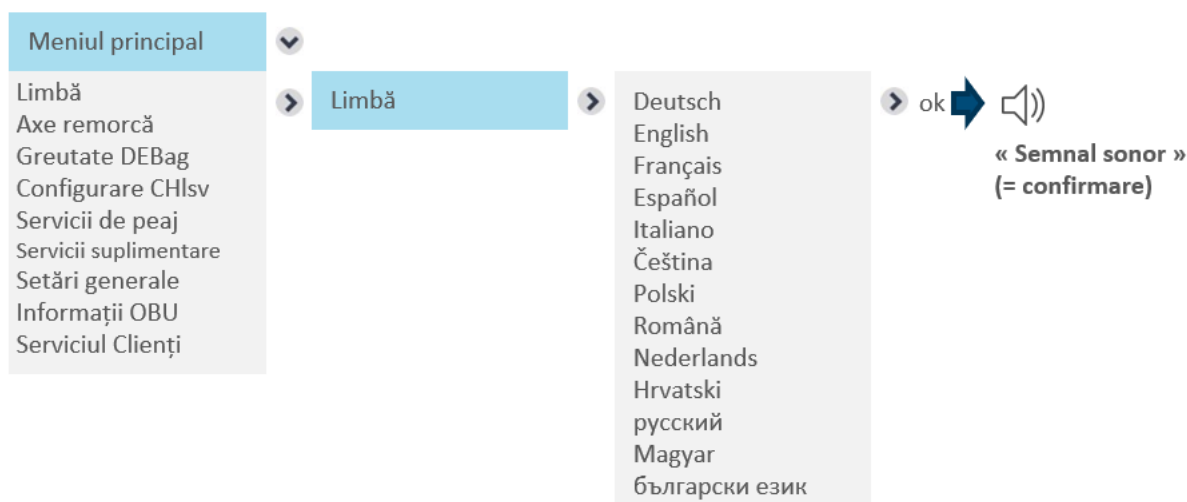 Meniul principal
Limbă
Axe remorcă
Greutate DEBag
Configurare CHlsv
Servicii de peaj
Servicii suplimentare
Setări generale
Informații OBU
Serviciul Clienți
Limbă
Deutsch
English
Français
Español
Italiano
Čeština
Polski
Română
Nederlands
Hrvatski
русский
Magyar
български език
ok
« Semnal sonor »
(= confirmare)